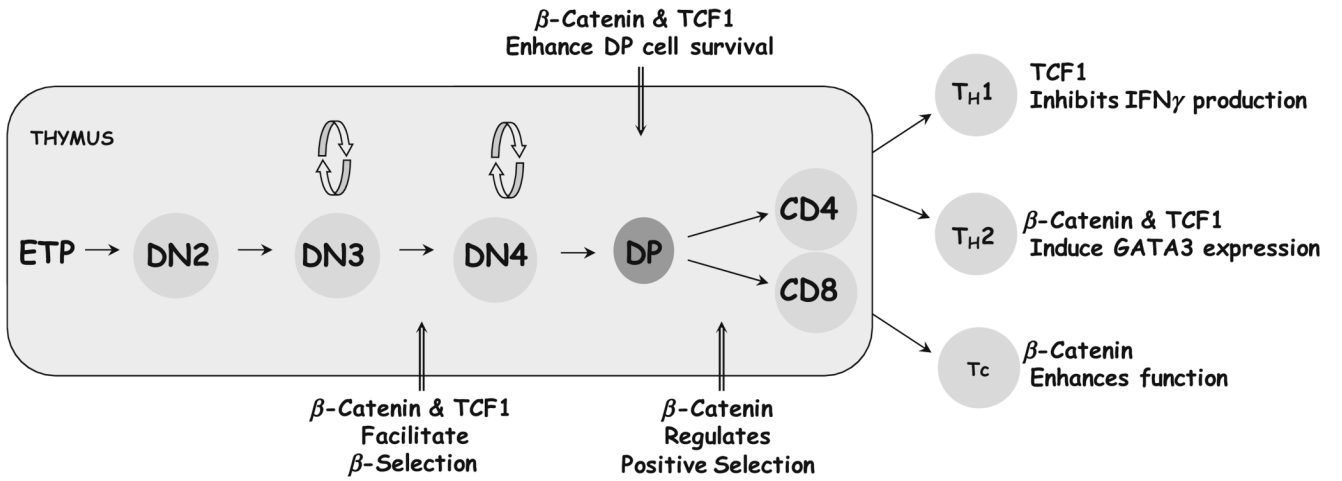 β-Catenin & TCF1
Enhance DP cell survival
THYMUS
ETP
DN2
DN3
DN4
DP
CD4
CD8
TH1
TCF1
Inhibits IFNγ production
TH2
β-Catenin & TCF1
Induce GATA3 expression
Tc
β-Catenin
Enhances function
β-Catenin & TCF1
Facilitate
β-Selection
β-Catenin
Regulates
Positive Selection